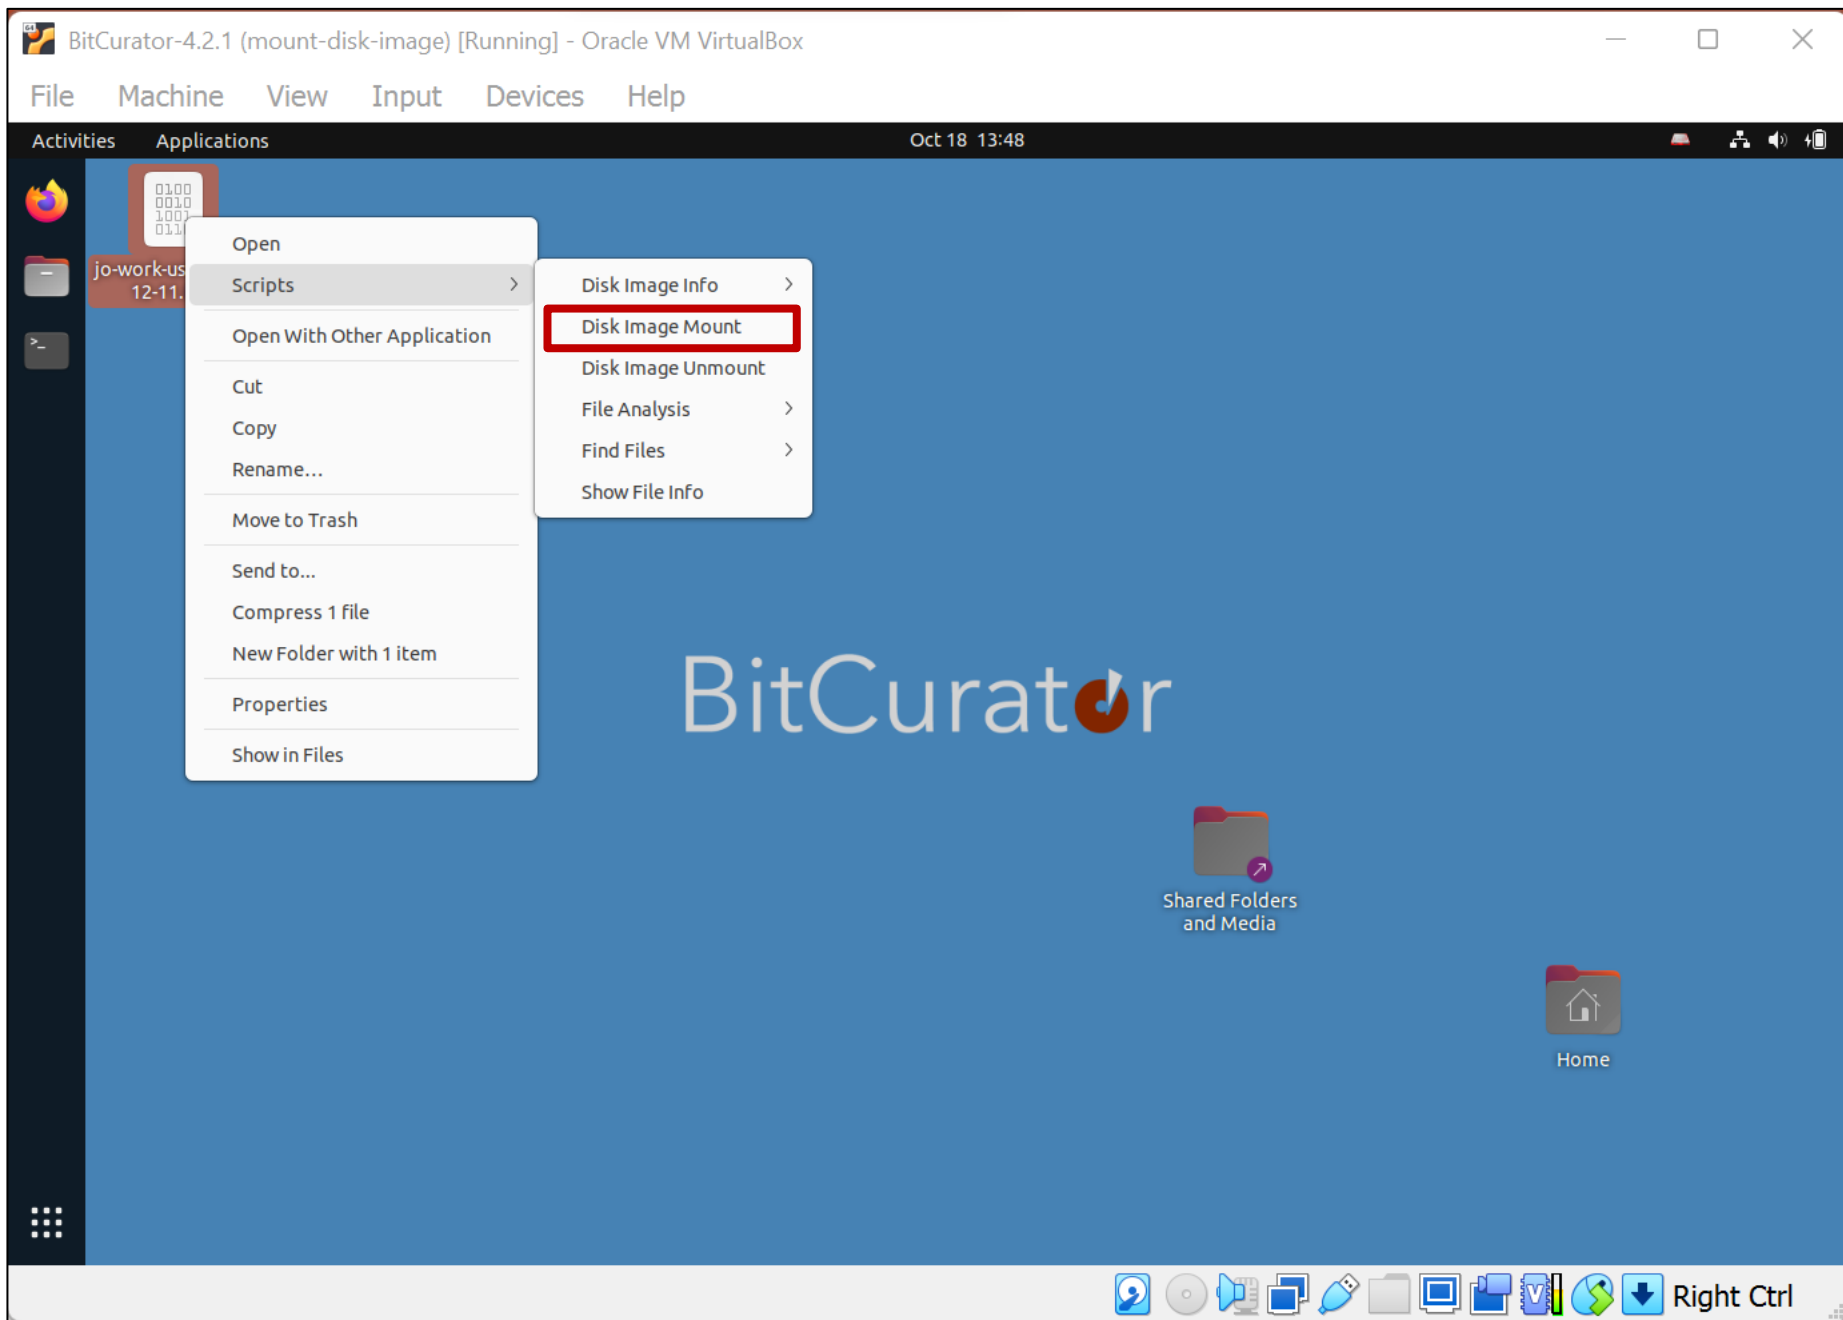 BitCurator-4.2.1 (mount-disk-image) [Running] - Oracle VM VirtualBox
File Machine View Input Devices Help
Activities Applications Oct 18 13:48
0100
0010
1001
011
jo-work-us
12-11.
Open
Scripts
Open With Other Application
Cut
Copy
Rename...
Move to Trash
Send to...
Compress 1 file
New Folder with 1 item
Properties
Show in Files
Disk Image Info
Disk Image Mount
Disk Image Unmount
File Analysis
Find Files
Show File Info
BitCurator
Shared Folders
and Media
Home
Right Ctrl